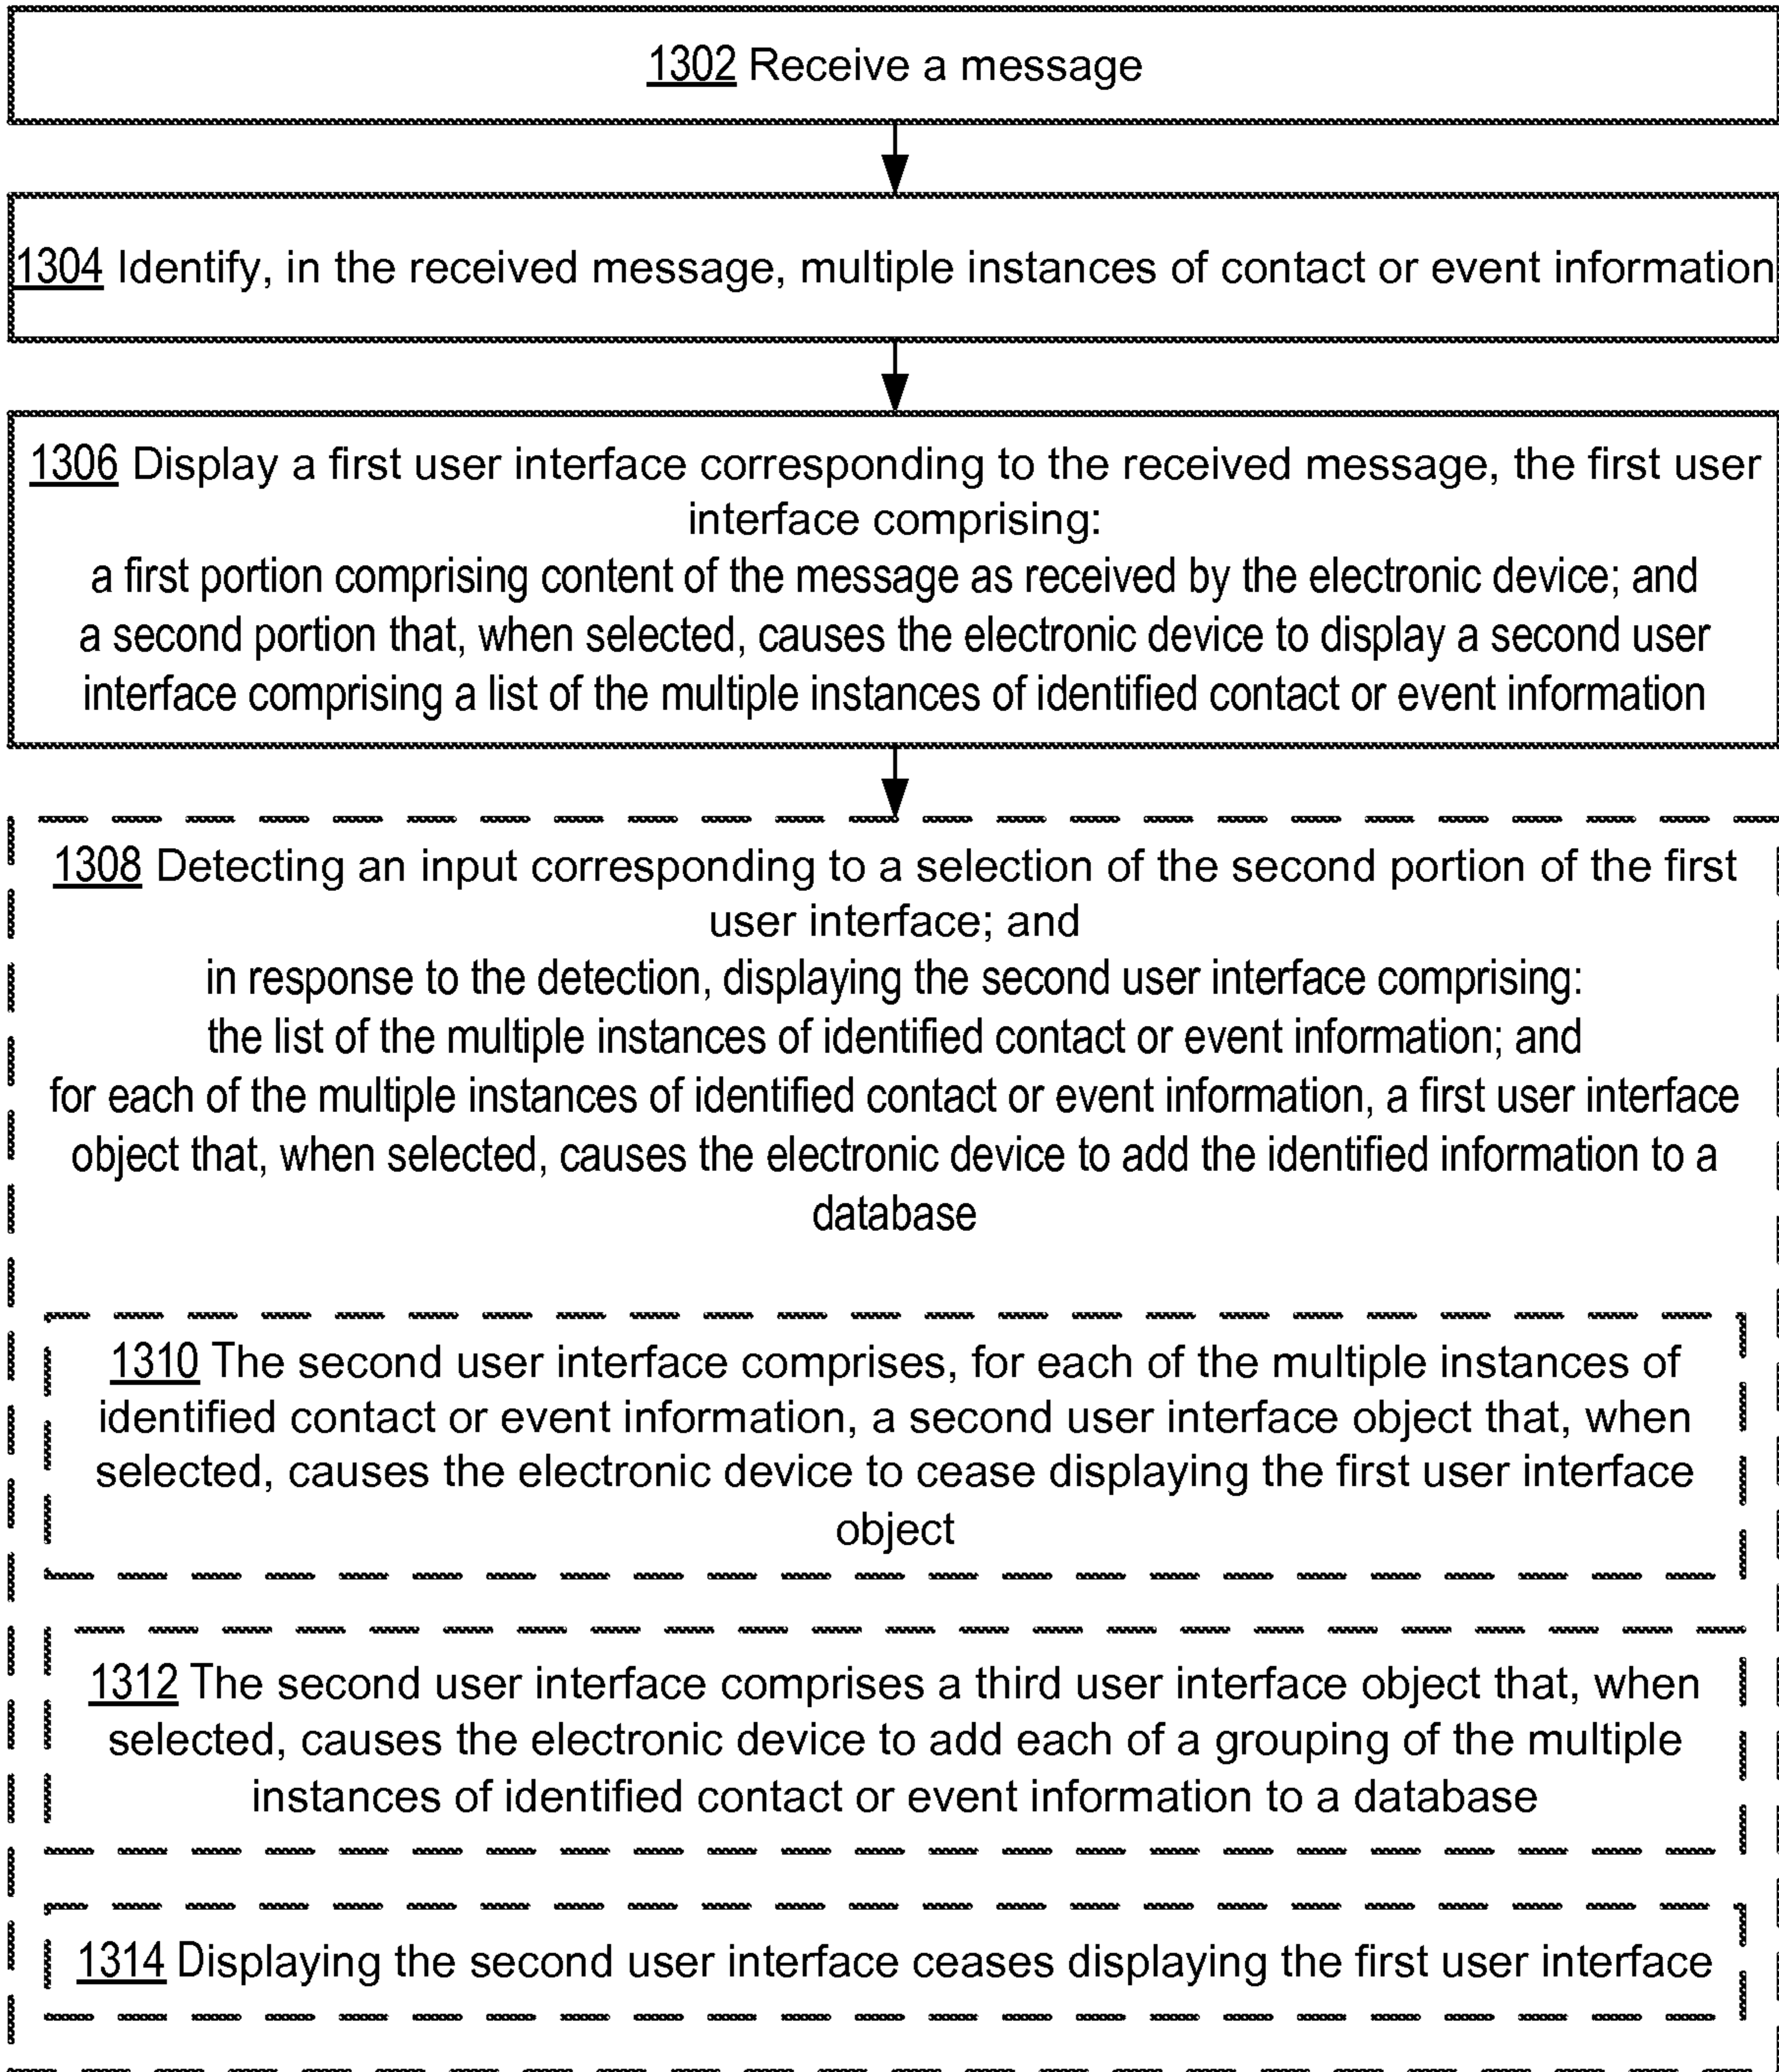 1302 Receive a message
1304 Identify, in the received message, multiple instances of contact or event information
1306 Display a first user interface corresponding to the received message, the first user
interface comprising:
a first portion comprising content of the message as received by the electronic device; and
a second portion that, when selected, causes the electronic device to display a second user
interface comprising a list of the multiple instances of identified contact or event information
1308 Detecting an input corresponding to a selection of the second portion of the first
user interface; and
in response to the detection, displaying the second user interface comprising:
the list of the multiple instances of identified contact or event information; and
for each of the multiple instances of identified contact or event information, a first user interface
object that, when selected, causes the electronic device to add the identified information to a
database
1310 The second user interface comprises, for each of the multiple instances of
identified contact or event information, a second user interface object that, when
selected, causes the electronic device to cease displaying the first user interface
object
1312 The second user interface comprises a third user interface object that, when
selected, causes the electronic device to add each of a grouping of the multiple
instances of identified contact or event information to a database
1314 Displaying the second user interface ceases displaying the first user interface